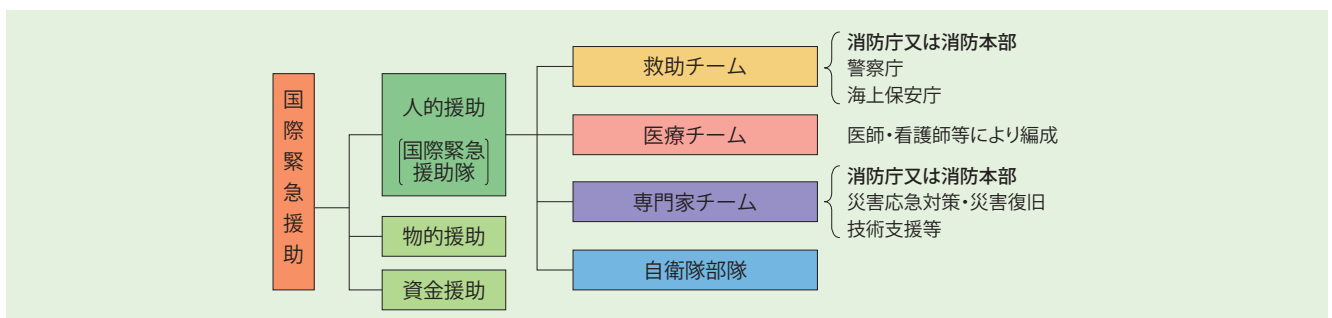 国際緊急援助
人的援助
国際緊急
援助隊
物的援助
資金援助
救助チーム
消防庁又は消防本部
警察庁
海上保安庁
医療チーム
医師・看護師等により編成
専門家チーム
消防庁又は消防本部
災害応急対策・災害復旧
技術支援等
自衛隊部隊